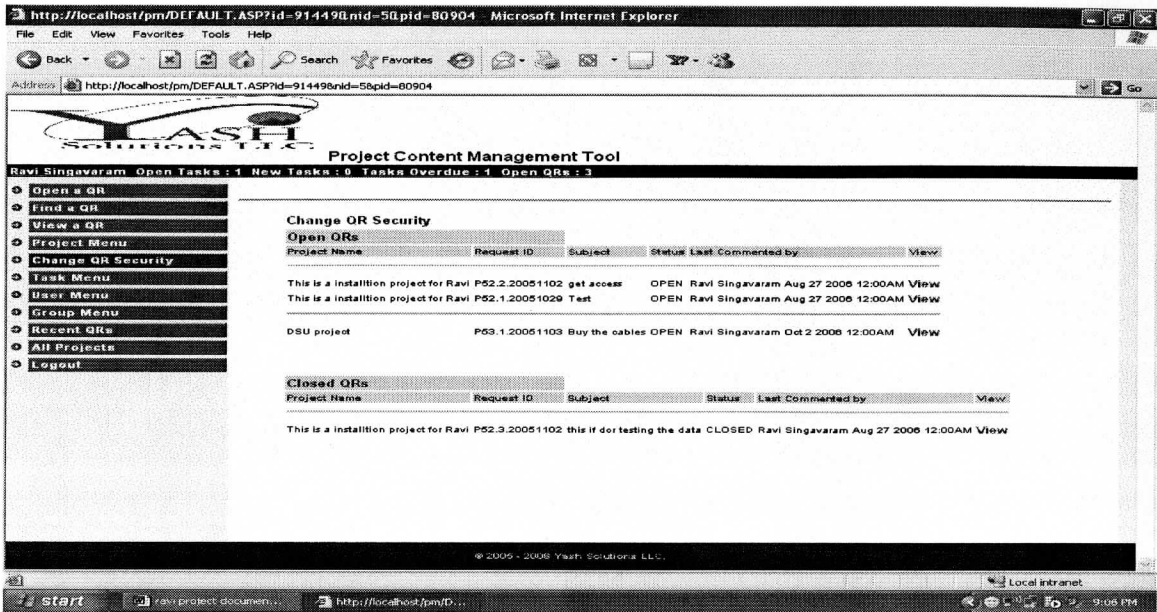 http://localhost/pm/DEFAULT.ASP?id=91449&nid=5&pid=80904 - Microsoft Internet Explorer
File Edit View Favorites Tools Help
Back Search Favorites
Address http://localhost/pm/DEFAULT.ASP?id=91449&nid=5&pid=80904 Go
YASH
Solutions LLC.
Project Content Management Tool
Ravi Singavaram Open Tasks : 1 New Tasks : 0 Tasks Overdue : 1 Open QRs : 3
Open a QR
Find a QR
View a QR
Project Menu
Change QR Security
Task Menu
User Menu
Group Menu
Recent QRs
All Projects
Logout
Change QR Security
Open QRs
Project Name Request ID Subject Status Last Commented by View
This is a installtion project for Ravi P52.2.20051102 get access OPEN Ravi Singavaram Aug 27 2006 12:00AM View
This is a installtion project for Ravi P52.1.20051029 Test OPEN Ravi Singavaram Aug 27 2006 12:00AM View
DSU project P53.1.20051103 Buy the cables OPEN Ravi Singavaram Oct 2 2006 12:00AM View
Closed QRs
Project Name Request ID Subject Status Last Commented by View
This is a installtion project for Ravi P52.3.20051102 this if dor testing the data CLOSED Ravi Singavaram Aug 27 2006 12:00AM View
© 2005 - 2008 Yash Solutions LLC.
Local intranet
start ravi project documen... http://localhost/pm/D... 9:06 PM